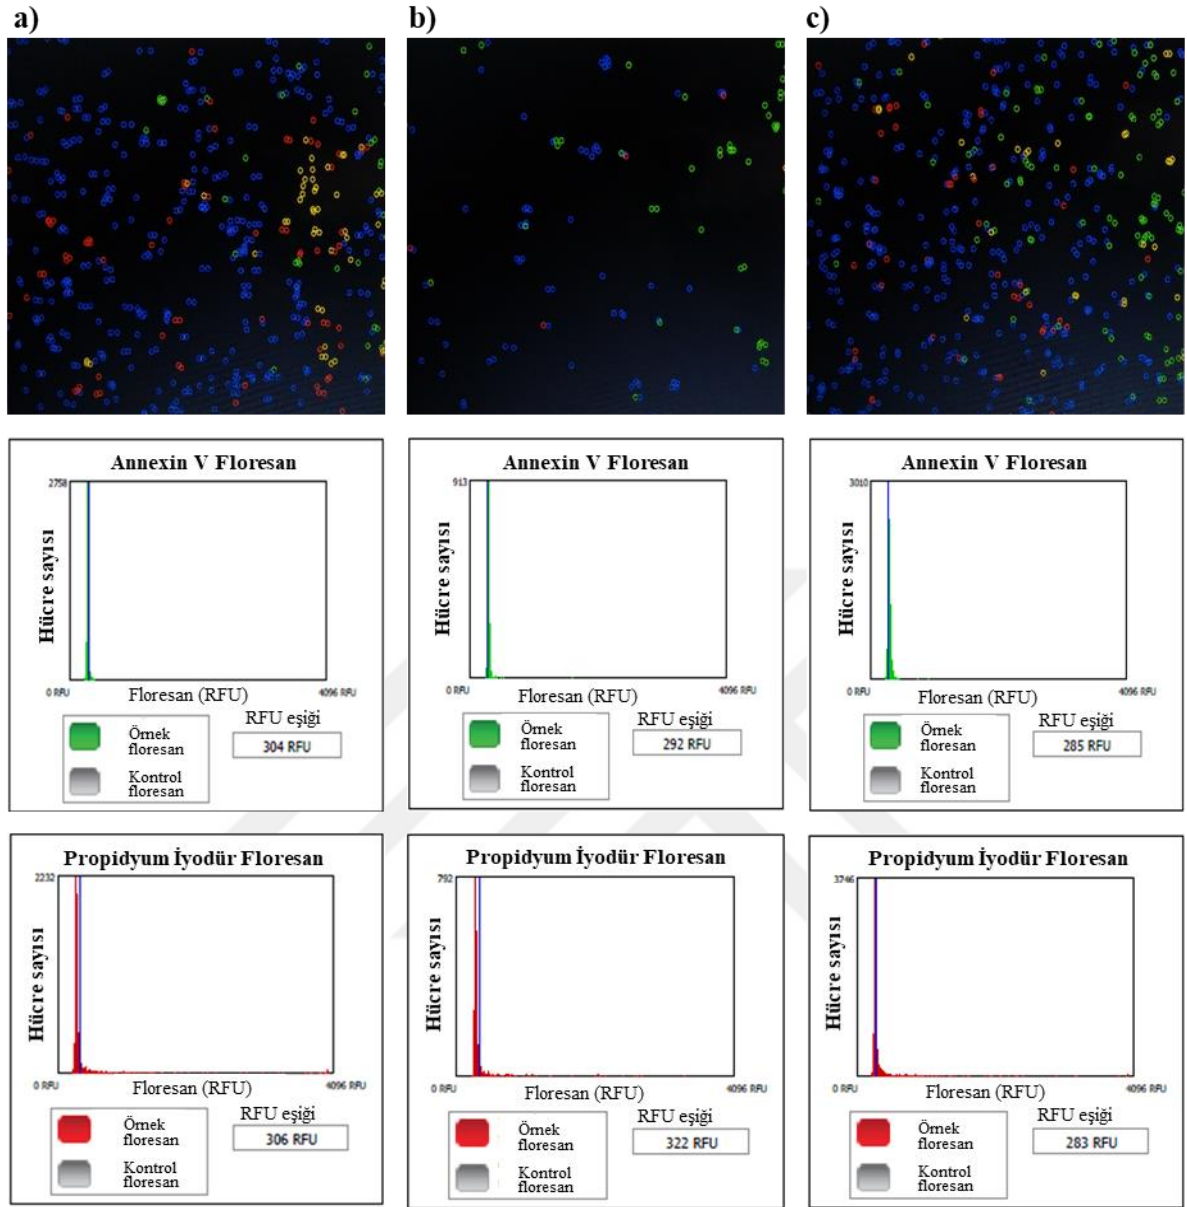 a)
b)
c)
Annexin V Floresan
2758
Hücre sayısı
0 RFU
Floresan (RFU)
4096 RFU
Örnek
floresan
Kontrol
floresan
RFU eşiği
304 RFU
Annexin V Floresan
913
Hücre sayısı
0 RFU
Floresan (RFU)
4096 RFU
Örnek
floresan
Kontrol
floresan
RFU eşiği
292 RFU
Annexin V Floresan
3010
Hücre sayısı
0 RFU
Floresan (RFU)
4096 RFU
Örnek
floresan
Kontrol
floresan
RFU eşiği
285 RFU
Propidyum İyodür Floresan
2232
Hücre sayısı
0 RFU
Floresan (RFU)
4096 RFU
Örnek
floresan
Kontrol
floresan
RFU eşiği
306 RFU
Propidyum İyodür Floresan
792
Hücre sayısı
0 RFU
Floresan (RFU)
4096 RFU
Örnek
floresan
Kontrol
floresan
RFU eşiği
322 RFU
Propidyum İyodür Floresan
3746
Hücre sayısı
0 RFU
Floresan (RFU)
4096 RFU
Örnek
floresan
Kontrol
floresan
RFU eşiği
283 RFU